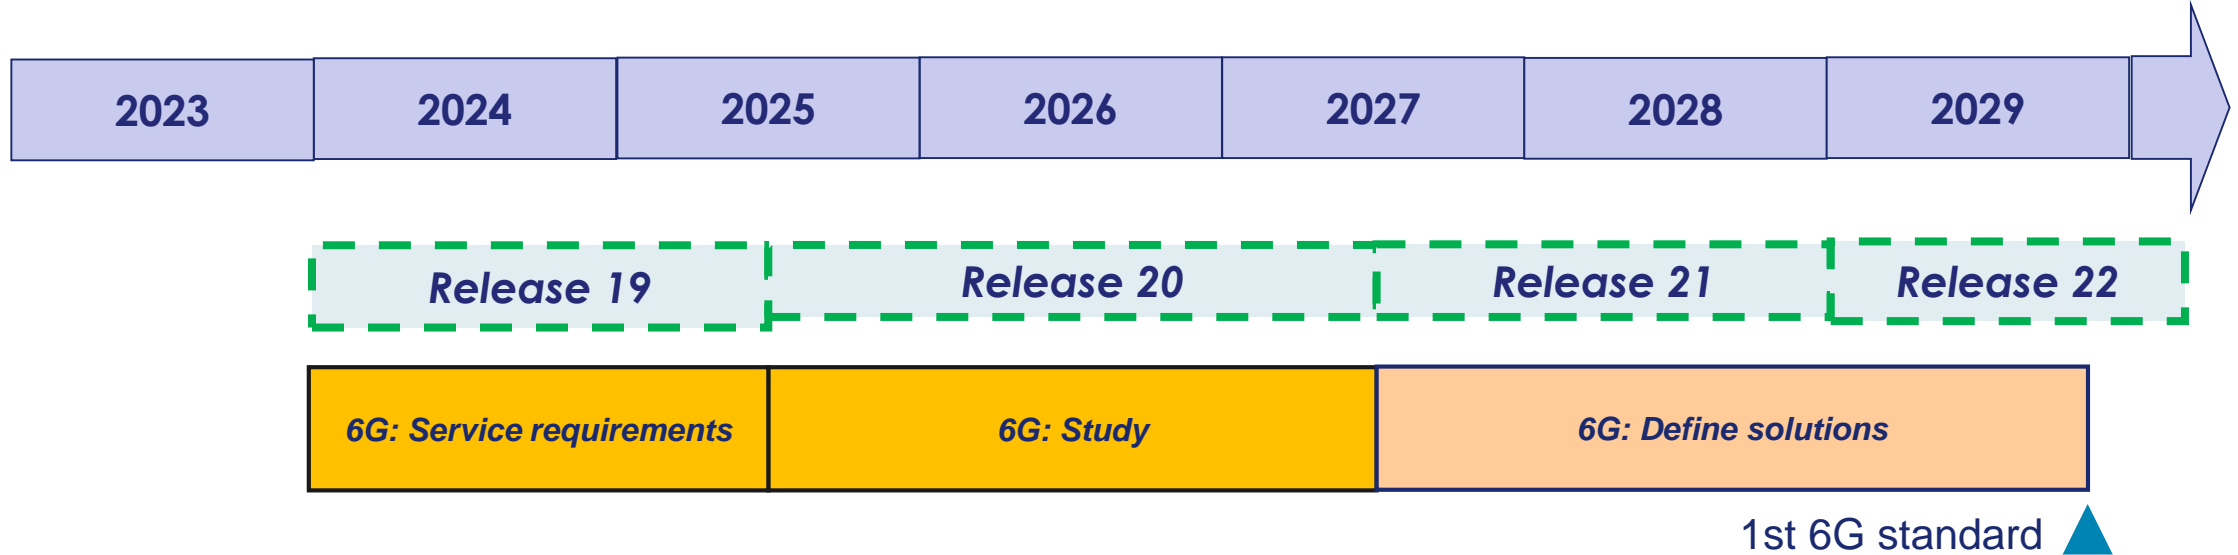 2023 2024 2025 2026 2027 2028 2029
Release 19 Release 20 Release 21 Release 22
6G: Service requirements 6G: Study 6G: Define solutions
1st 6G standard